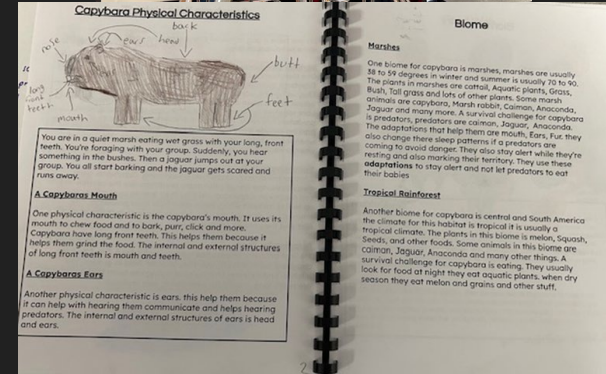 Capybara Physical Characteristics
back
nose
ears
head
butt
long
front
teeth
mouth
feet
You are in a quiet marsh eating wet grass with your long, front
teeth. You're foraging with your group. Suddenly, you hear
something in the bushes. Then a jaguar jumps out at your
group. You all start barking and the jaguar gets scared and
runs away.
A Capybaras Mouth
One physical characteristic is the capybara's mouth. It uses its
mouth to chew food and to bark, purr, click and more.
Capybara have long front teeth. This helps them because it
helps them grind the food. The internal and external structures
of long front teeth is mouth and teeth.
A Capybaras Ears
Another physical characteristic is ears. this help them because
it can help with hearing them communicate and helps hearing
predators. The internal and external structures of ears is head
and ears.
2
Biome
Marshes
One biome for capybara is marshes, marshes are usually
38 to 59 degrees in winter and summer is usually 70 to 90.
The plants in marshes are cattail, Aquatic plants, Grass,
Bush, Tall grass and lots of other plants. Some marsh
animals are capybara, Marsh rabbit, Caiman, Anaconda,
Jaguar and many more. A survival challenge for capybara
is predators, predators are caiman, Jaguar, Anaconda.
The adaptations that help them are mouth, Ears, Fur. they
also change there sleep patterns if a predators are
coming to avoid danger. They also stay alert while they're
resting and also marking their territory. They use these
adaptations to stay alert and not let predators to eat
their babies
Tropical Rainforest
Another biome for capybara is central and South America
the climate for this habitat is tropical it is usually a
tropical climate. The plants in this biome is melon, Squash,
Seeds, and other foods. Some animals in this biome are
caiman, Jaguar, Anaconda and many other things. A
survival challenge for capybara is eating. They usually
look for food at night they eat aquatic plants. when dry
season they eat melon and grains and other stuff.